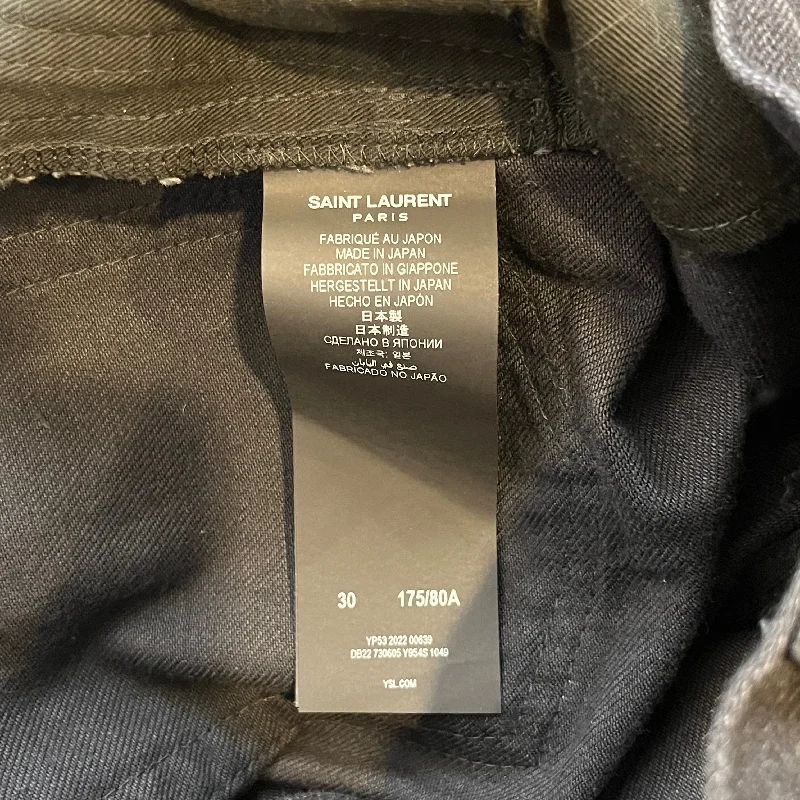 SAINT LAURENT
PARIS
FABRIQUÉ AU JAPON
MADE IN JAPAN
FABBRICATO IN GIAPPONE
HERGESTELLT IN JAPAN
HECHO EN JAPÓN
日本製
日本制造
СДЕЛАНО В ЯПОНИИ
제조국: 일본
صنع في اليابان
FABRICADO NO JAPÃO
30 175/80A
YP53 2022 00639
DB22 730605 Y954S 1049
YSL.COM